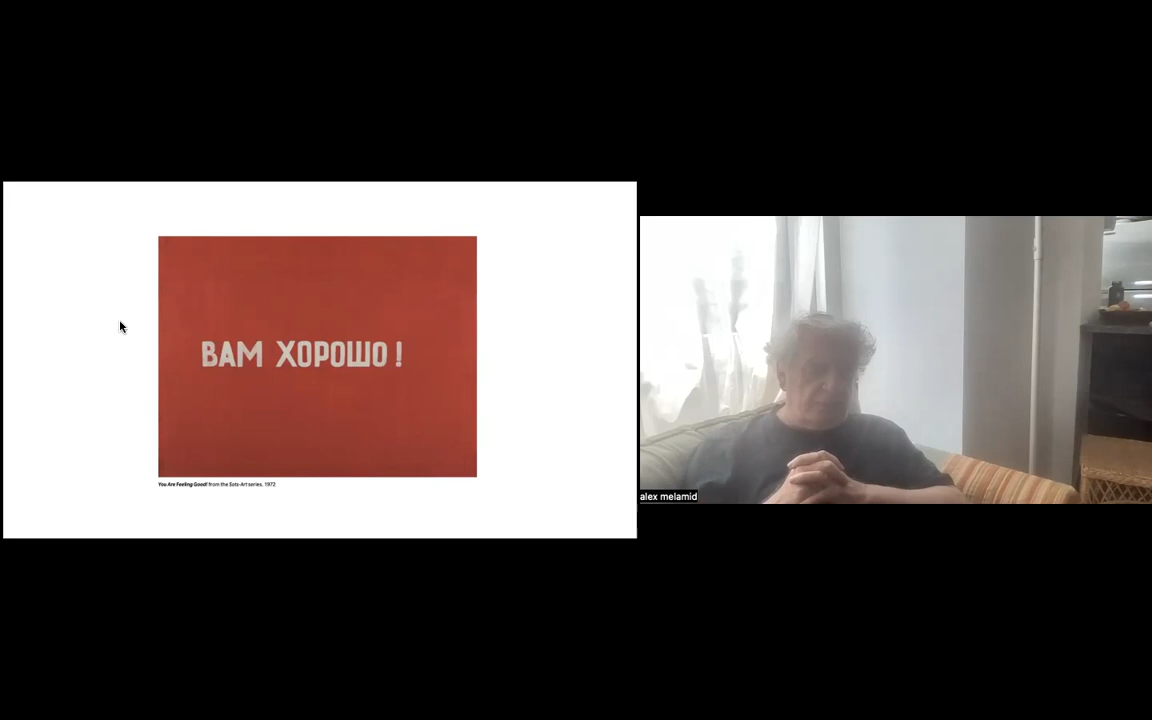 ВАМ ХОРОШО !
You Are Feeling Good! from the Sots-Art series, 1972
alex melamid